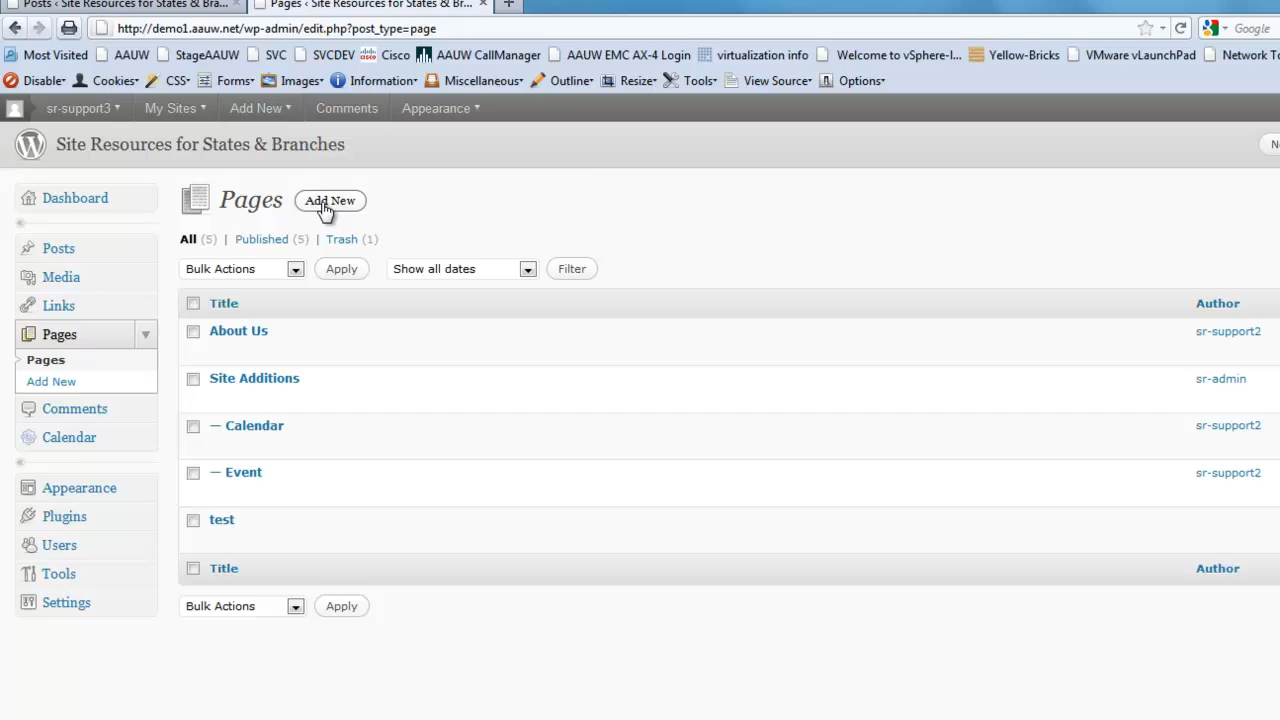 Posts ‹ Site Resources for States & Bra...
Pages ‹ Site Resources for States & Br...
http://demo1.aauw.net/wp-admin/edit.php?post_type=page
Google
Most Visited AAUW StageAAUW SVC SVCDEV Cisco AAUW CallManager AAUW EMC AX-4 Login virtualization info Welcome to vSphere-l... Yellow-Bricks VMware vLaunchPad Network To
Disable Cookies CSS Forms Images Information Miscellaneous Outline Resize Tools View Source Options
sr-support3 My Sites Add New Comments Appearance
Site Resources for States & Branches
Dashboard
Posts
Media
Links
Pages
Pages
Add New
Comments
Calendar
Appearance
Plugins
Users
Tools
Settings
Pages Add New
All (5) | Published (5) | Trash (1)
Bulk Actions Apply Show all dates Filter
Title Author
About Us sr-support2
Site Additions sr-admin
— Calendar sr-support2
— Event sr-support2
test
Title Author
Bulk Actions Apply